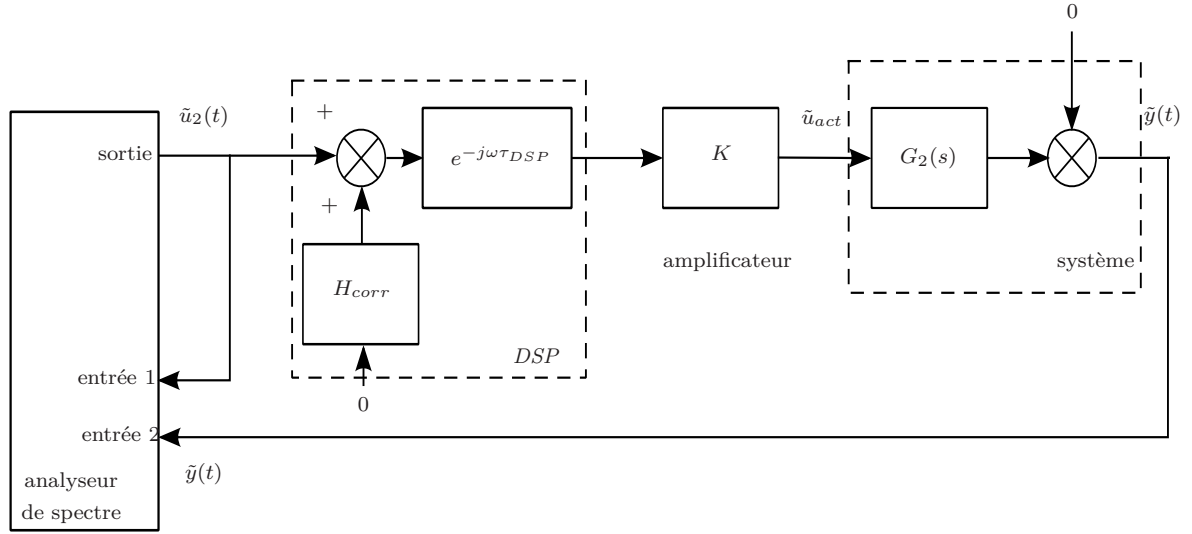 0
ũ₂(t)
+
sortie
e^{-jωτ_{DSP}}
K
ũ_{act}
G₂(s)
ỹ(t)
+
H_{corr}
amplificateur
système
DSP
entrée 1
0
entrée 2
ỹ(t)
analyseur
de spectre